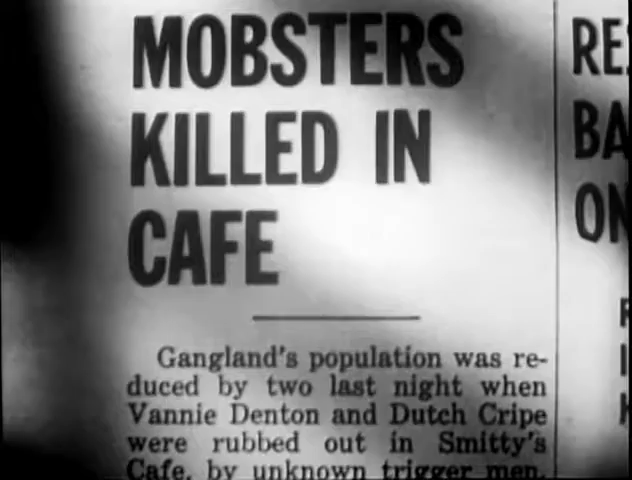 MOBSTERS
KILLED IN
CAFE
Gangland's population was re-
duced by two last night when
Vannie Denton and Dutch Cripe
were rubbed out in Smitty's
Cafe, by unknown trigger men.
RE
BA
ON